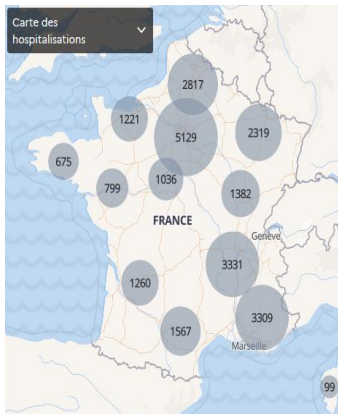 Carte des
hospitalisations
2817
1221
5129
2319
675
799
1036
1382
FRANCE
Genève
3331
1260
3309
1567
Marseille
99